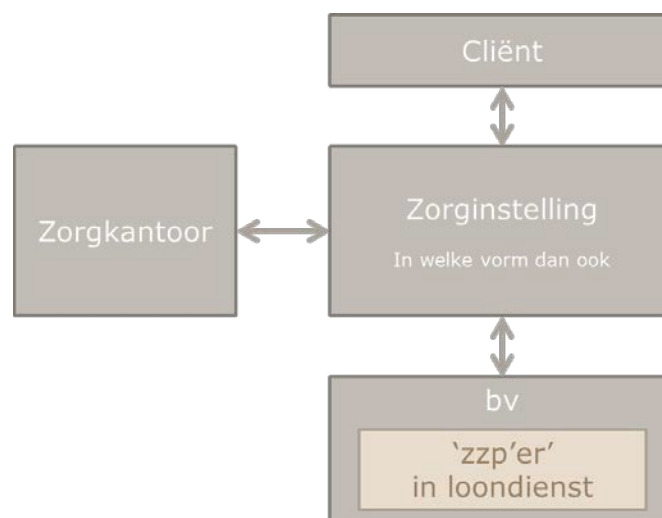 Cliënt
Zorgkantoor
Zorginstelling
In welke vorm dan ook
bv
‘zzp’er’
in loondienst